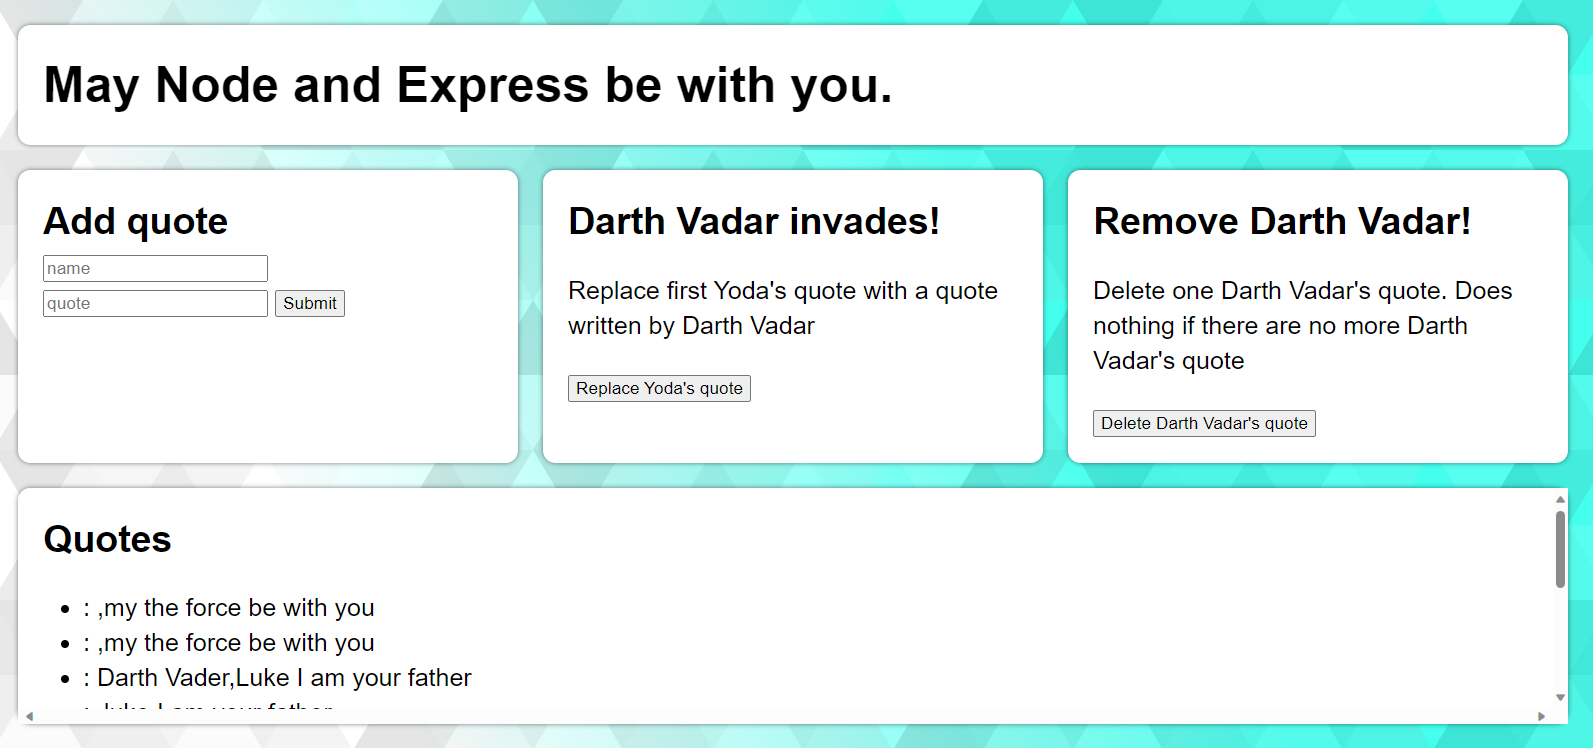 May Node and Express be with you.
Add quote
name
quote
Submit
Darth Vadar invades!
Replace first Yoda's quote with a quote
written by Darth Vadar
Replace Yoda's quote
Remove Darth Vadar!
Delete one Darth Vadar's quote. Does
nothing if there are no more Darth
Vadar's quote
Delete Darth Vadar's quote
Quotes
: ,my the force be with you
: ,my the force be with you
: Darth Vader,Luke I am your father